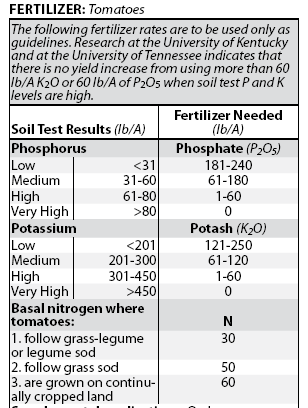 FERTILIZER: Tomatoes
The following fertilizer rates are to be used only as
guidelines. Research at the University of Kentucky
and at the University of Tennessee indicates that
there is no yield increase from using more than 60
lb/A K2O or 60 lb/A of P2O5 when soil test P and K
levels are high.
Soil Test Results (lb/A) Fertilizer Needed (lb/A)
Phosphorus Phosphate (P2O5)
Low <31 181-240
Medium 31-60 61-180
High 61-80 1-60
Very High >80 0
Potassium Potash (K2O)
Low <201 121-250
Medium 201-300 61-120
High 301-450 1-60
Very High >450 0
Basal nitrogen where
tomatoes: N
1. follow grass-legume 30
or legume sod
2. follow grass sod 50
3. are grown on continu- 60
ally cropped land